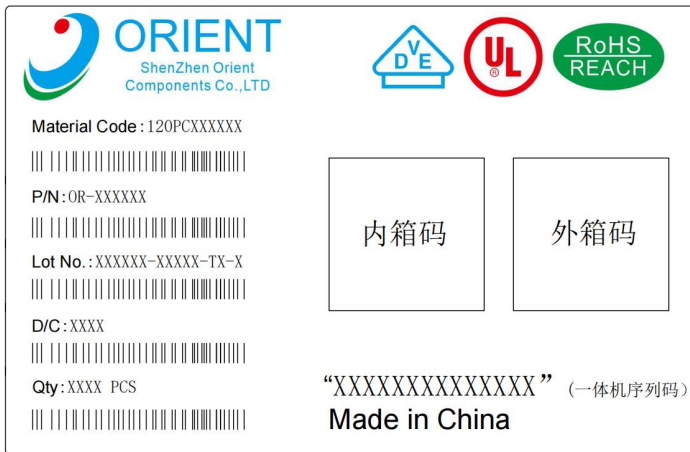 ORIENT
ShenZhen Orient
Components Co.,LTD
VDE
UL
®
RoHS
REACH
Material Code:120PCXXXXXX
P/N:OR-XXXXXX
Lot No.:XXXXXX-XXXXX-TX-X
D/C:XXXX
Qty:XXXX PCS
内箱码
外箱码
“XXXXXXXXXXXXXX” (一体机序列码)
Made in China